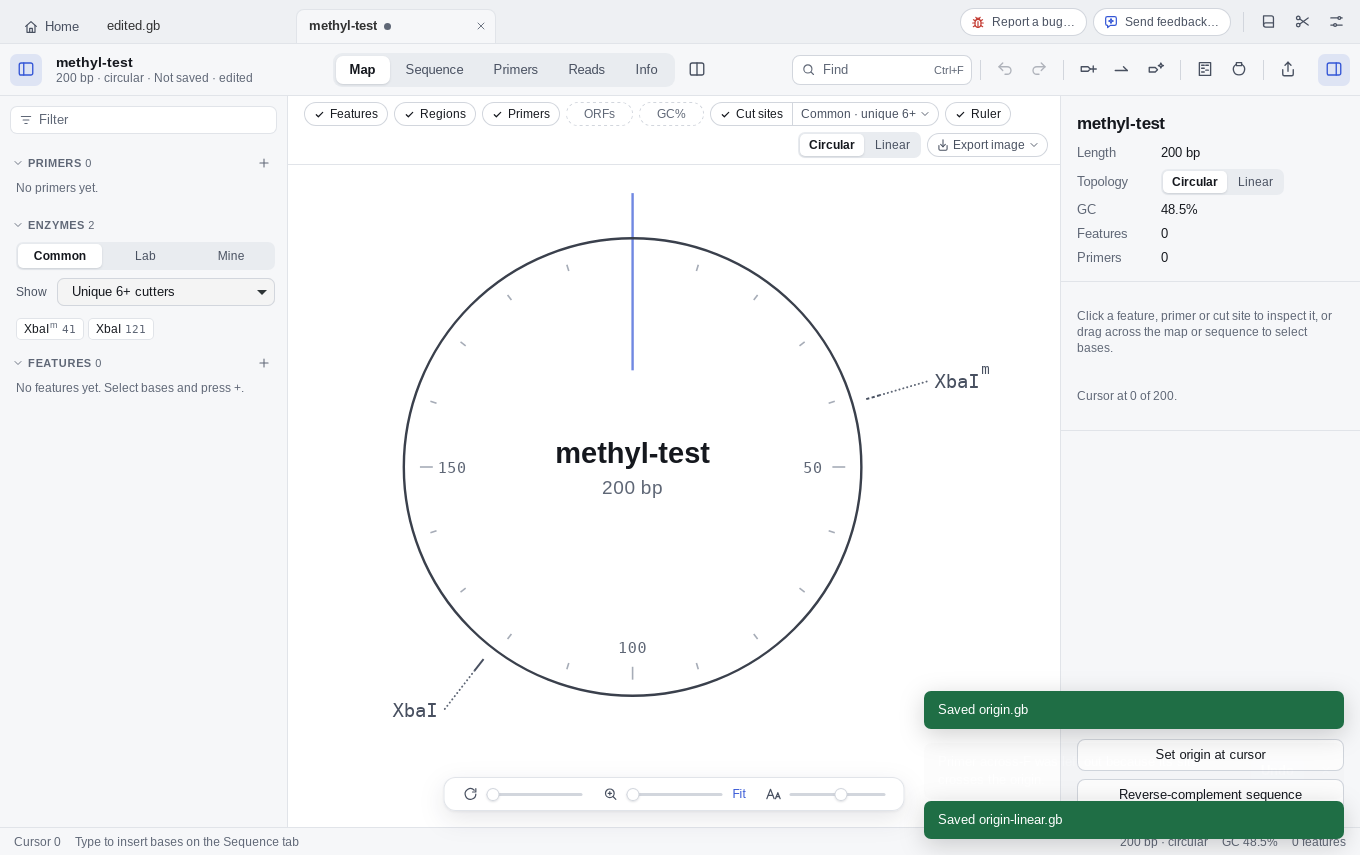 Home
edited.gb
methyl-test
Report a bug…
Send feedback…
methyl-test
200 bp · circular · Not saved · edited
Map
Sequence
Primers
Reads
Info
Find
Ctrl+F
Filter
PRIMERS 0
No primers yet.
ENZYMES 2
Common
Lab
Mine
Show
Unique 6+ cutters
XbaIm 41
XbaI 121
FEATURES 0
No features yet. Select bases and press +.
Features
Regions
Primers
ORFs
GC%
Cut sites
Common · unique 6+
Ruler
Circular
Linear
Export image
XbaIm
methyl-test
200 bp
150
50
100
XbaI
Fit
methyl-test
Length 200 bp
Topology Circular Linear
GC 48.5%
Features 0
Primers 0
Click a feature, primer or cut site to inspect it, or
drag across the map or sequence to select
bases.
Cursor at 0 of 200.
Saved origin.gb
Set origin at cursor
Reverse-complement sequence
Saved origin-linear.gb
Cursor 0
Type to insert bases on the Sequence tab
200 bp · circular
GC 48.5%
0 features